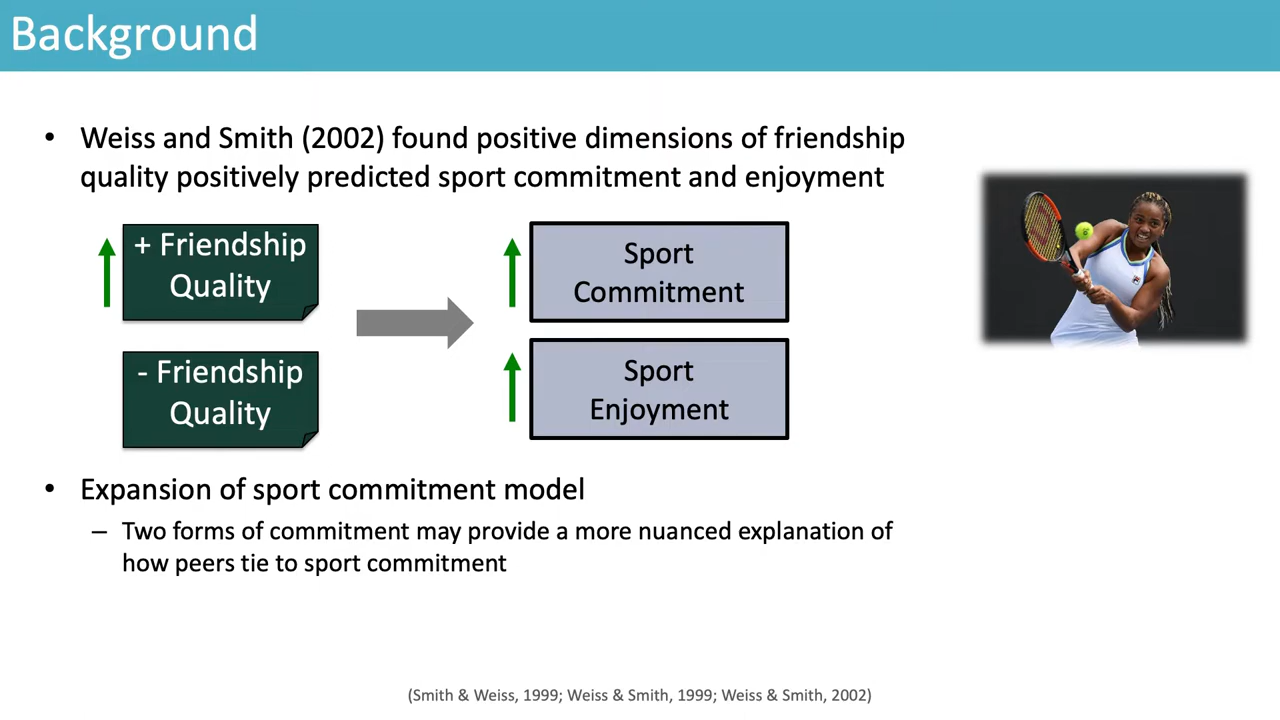 Background
• Weiss and Smith (2002) found positive dimensions of friendship
quality positively predicted sport commitment and enjoyment
+ Friendship
Quality
Sport
Commitment
- Friendship
Quality
Sport
Enjoyment
• Expansion of sport commitment model
– Two forms of commitment may provide a more nuanced explanation of
how peers tie to sport commitment
(Smith & Weiss, 1999; Weiss & Smith, 1999; Weiss & Smith, 2002)